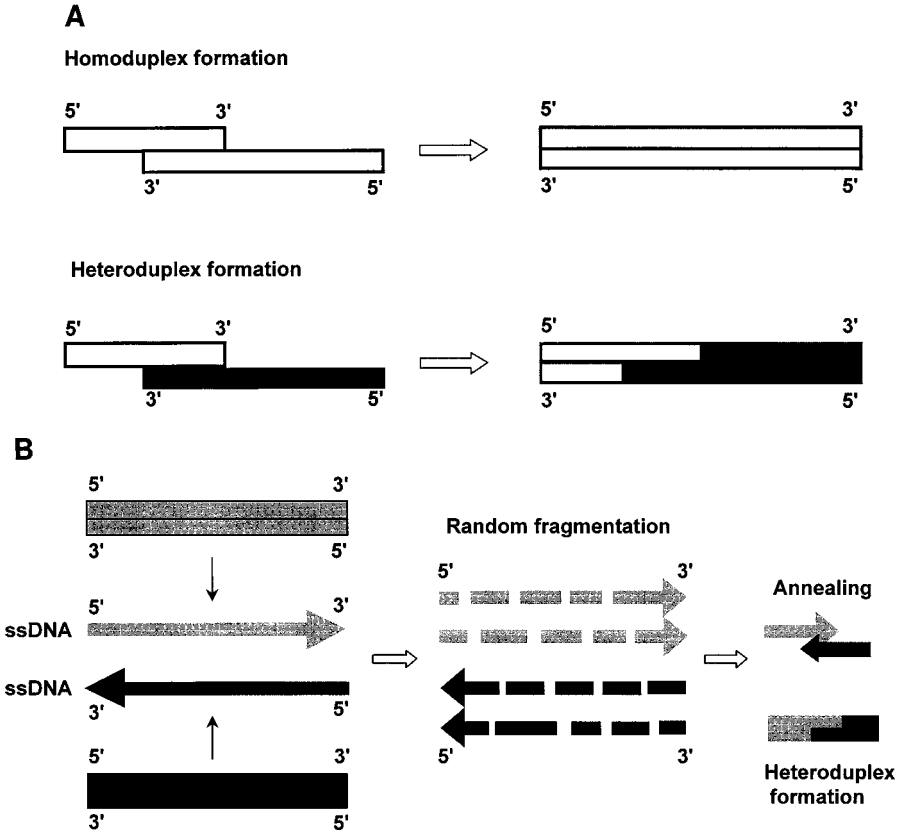 A
Homoduplex formation
5' 3' 5' 3'
3' 5' 3' 5'
Heteroduplex formation
5' 3' 5' 3'
3' 5' 3' 5'
B
5' 3'
3' 5'
5' 3'
ssDNA
ssDNA
3' 5'
5' 3'
3' 5'
Random fragmentation
5' 3'
5' 3'
Annealing
Heteroduplex
formation